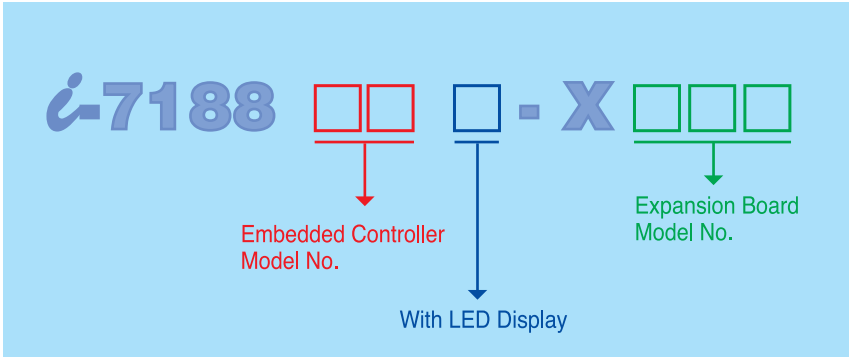 i-7188 □□ □ - X □□□
Embedded Controller
Model No.
Expansion Board
Model No.
With LED Display